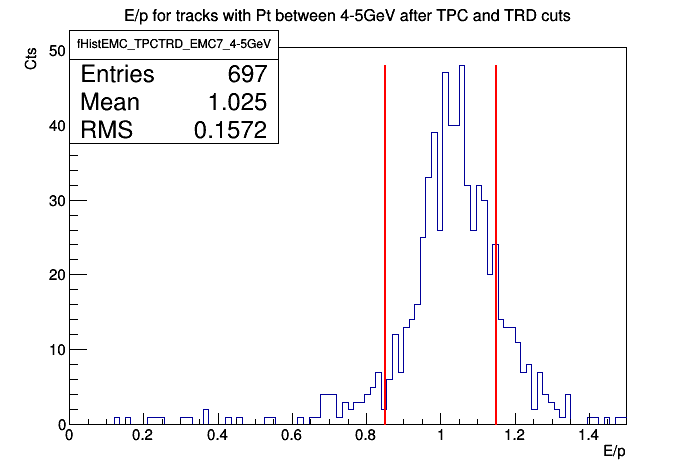 E/p for tracks with Pt between 4-5GeV after TPC and TRD cuts
fHistEMC_TPCTRD_EMC7_4-5GeV
Entries 697
Mean 1.025
RMS 0.1572
Cts
50
40
30
20
10
0
0 0.2 0.4 0.6 0.8 1 1.2 1.4
E/p